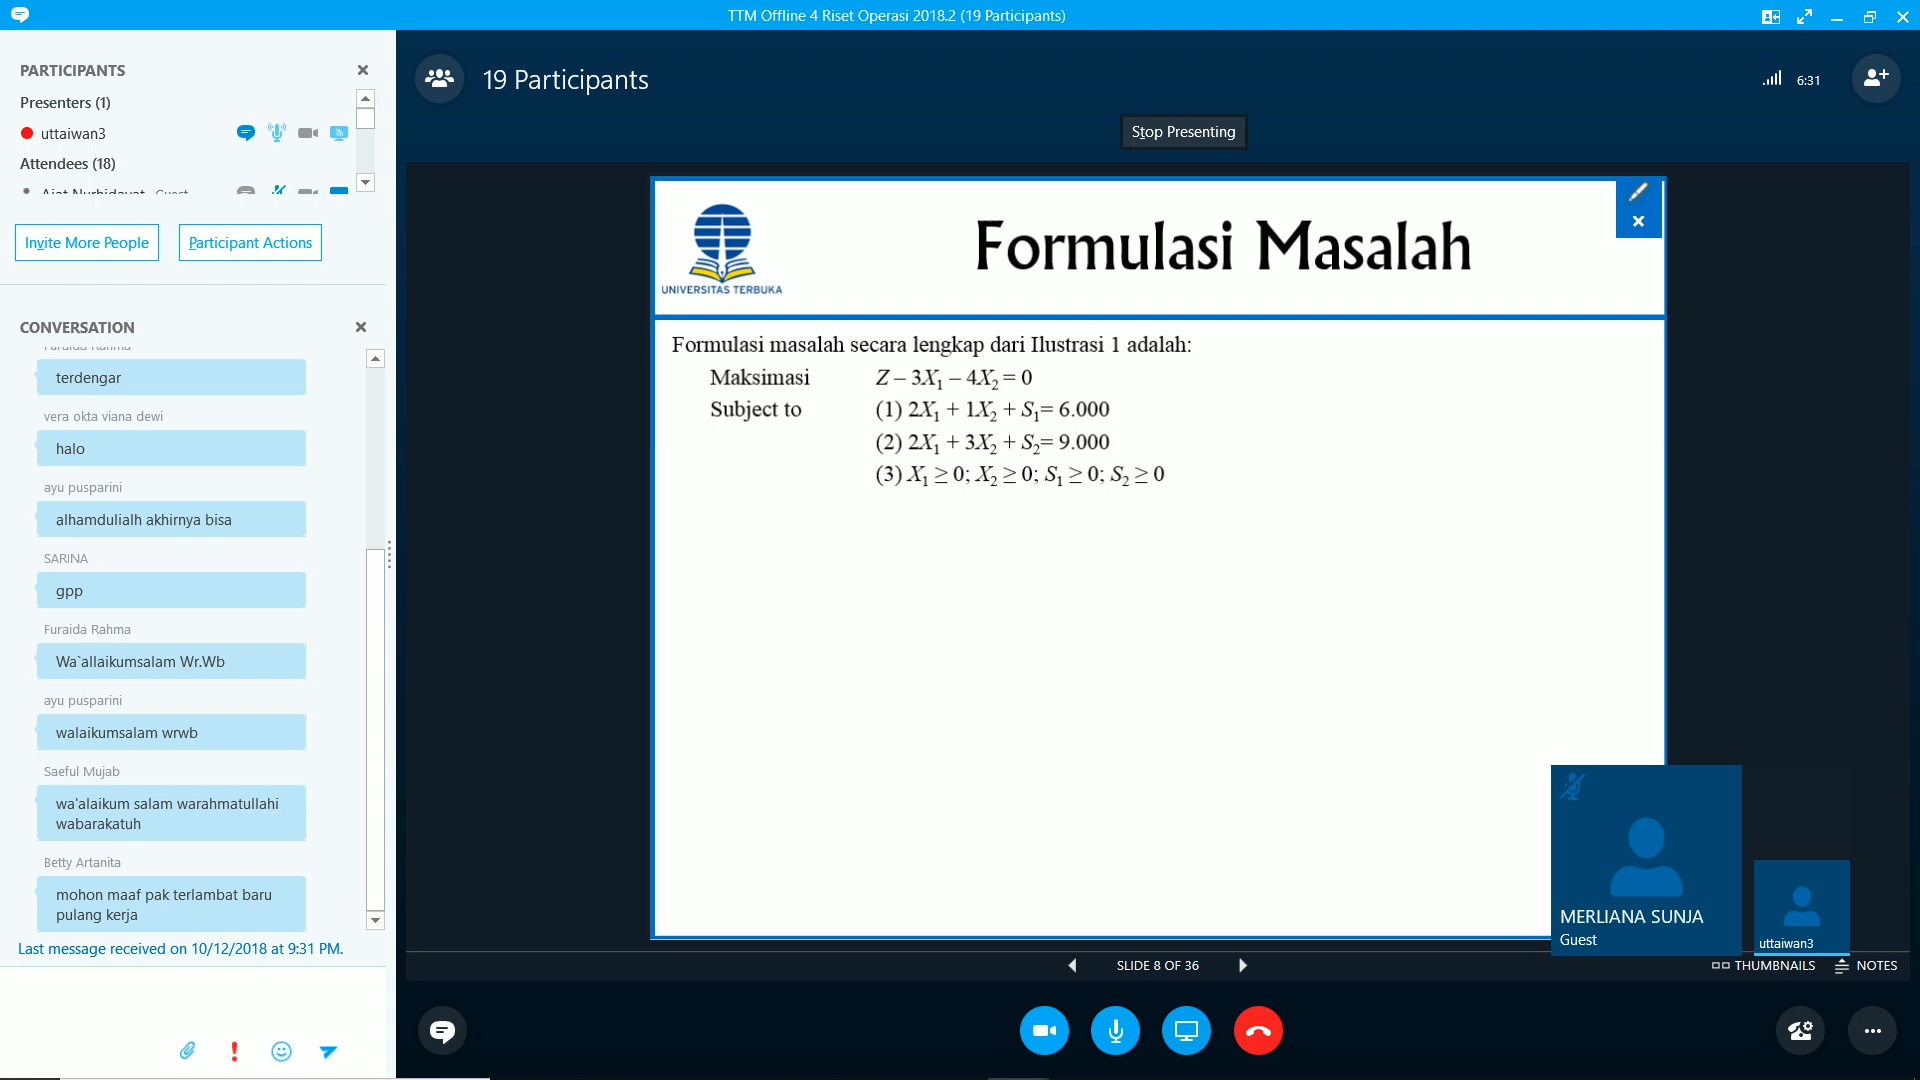 TTM Offline 4 Riset Operasi 2018.2 (19 Participants)
PARTICIPANTS
Presenters (1)
uttaiwan3
Attendees (18)
Ajat Nurhidayat Guest
Invite More People
Participant Actions
CONVERSATION
Furaida Rahma
terdengar
vera okta viana dewi
halo
ayu pusparini
alhamdulialh akhirnya bisa
SARINA
gpp
Furaida Rahma
Wa`allaikumsalam Wr.Wb
ayu pusparini
walaikumsalam wrwb
Saeful Mujab
wa'alaikum salam warahmatullahi
wabarakatuh
Betty Artanita
mohon maaf pak terlambat baru
pulang kerja
Last message received on 10/12/2018 at 9:31 PM.
19 Participants
6:31
Stop Presenting
UNIVERSITAS TERBUKA
Formulasi Masalah
Formulasi masalah secara lengkap dari Ilustrasi 1 adalah:
Maksimasi Z – 3X₁ – 4X₂ = 0
Subject to (1) 2X₁ + 1X₂ + S₁= 6.000
(2) 2X₁ + 3X₂ + S₂= 9.000
(3) X₁ ≥ 0; X₂ ≥ 0; S₁ ≥ 0; S₂ ≥ 0
MERLIANA SUNJA
Guest
uttaiwan3
SLIDE 8 OF 36
THUMBNAILS
NOTES